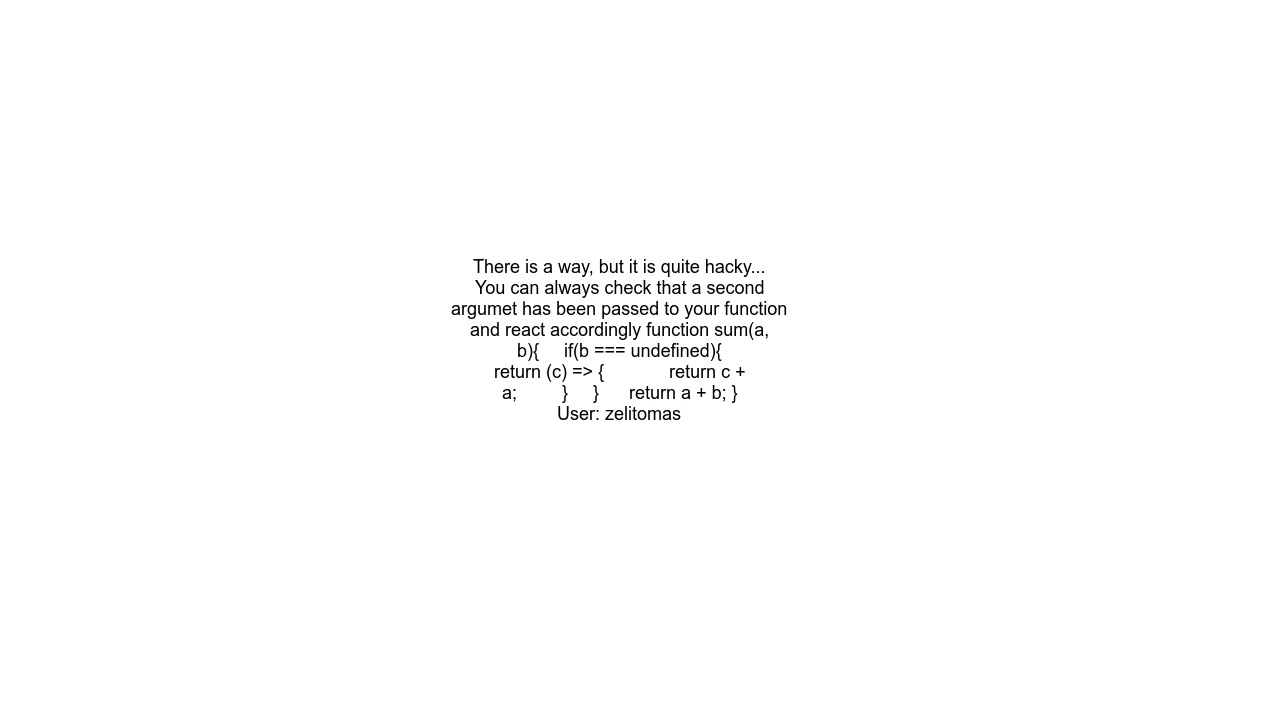 There is a way, but it is quite hacky...
You can always check that a second
argumet has been passed to your function
and react accordingly function sum(a,
b){     if(b === undefined){
return (c) => {             return c +
a;         }     }      return a + b; }
User: zelitomas